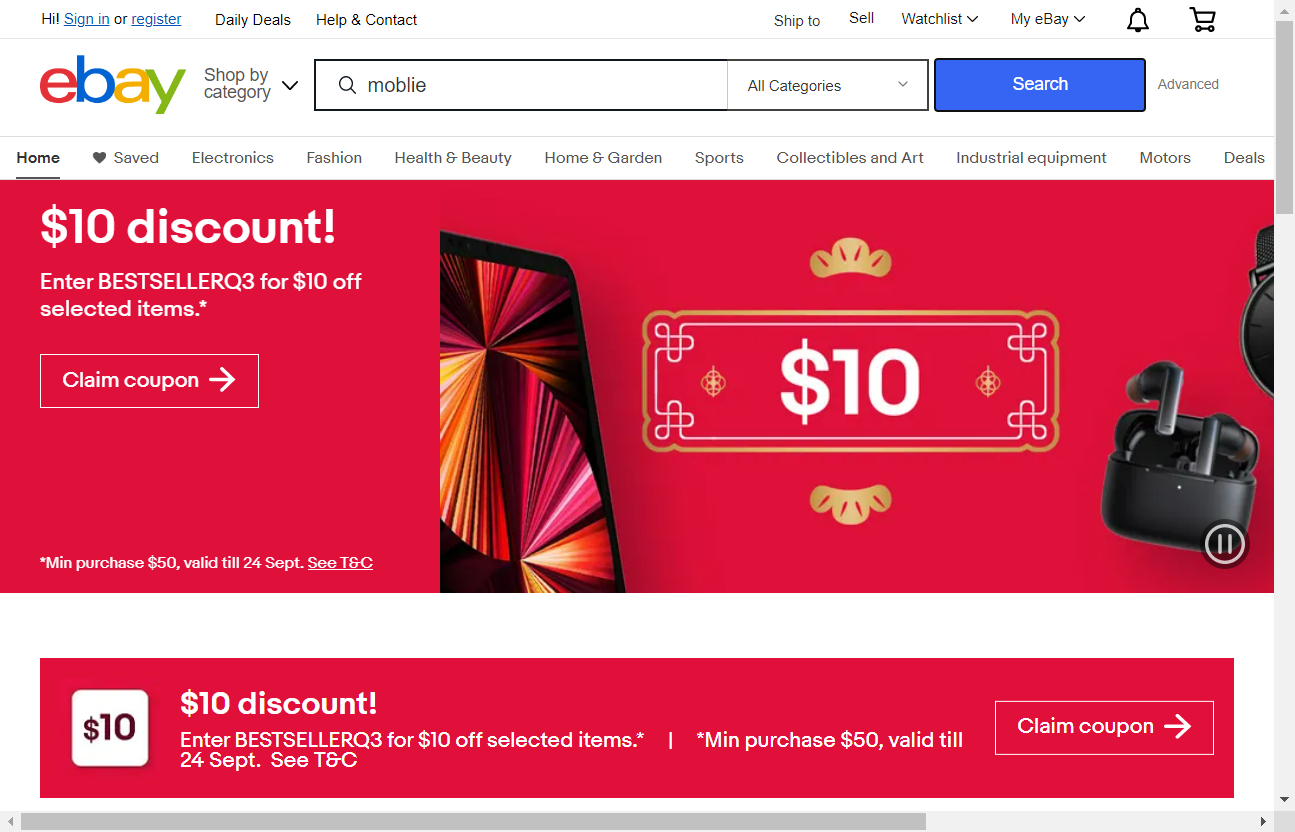 Hi! Sign in or register Daily Deals Help & Contact Ship to Sell Watchlist My eBay
ebay Shop by category moblie All Categories Search Advanced
Home Saved Electronics Fashion Health & Beauty Home & Garden Sports Collectibles and Art Industrial equipment Motors Deals
$10 discount!
Enter BESTSELLERQ3 for $10 off
selected items.*
Claim coupon
*Min purchase $50, valid till 24 Sept. See T&C
$10
$10
$10 discount!
Enter BESTSELLERQ3 for $10 off selected items.* | *Min purchase $50, valid till
24 Sept. See T&C
Claim coupon